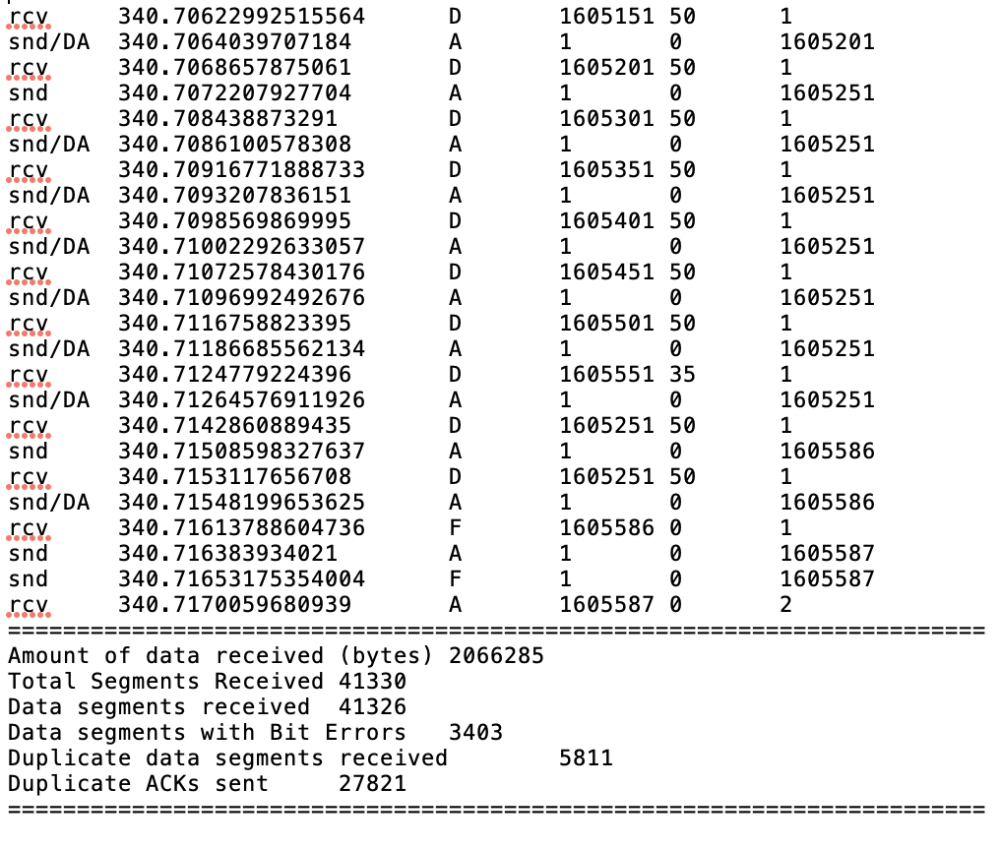 rcv 340.70622992515564 D 1605151 50 1
snd/DA 340.7064039707184 A 1 0 1605201
rcv 340.7068657875061 D 1605201 50 1
snd 340.7072207927704 A 1 0 1605251
rcv 340.708438873291 D 1605301 50 1
snd/DA 340.7086100578308 A 1 0 1605251
rcv 340.70916771888733 D 1605351 50 1
snd/DA 340.7093207836151 A 1 0 1605251
rcv 340.7098569869995 D 1605401 50 1
snd/DA 340.71002292633057 A 1 0 1605251
rcv 340.71072578430176 D 1605451 50 1
snd/DA 340.71096992492676 A 1 0 1605251
rcv 340.7116758823395 D 1605501 50 1
snd/DA 340.71186685562134 A 1 0 1605251
rcv 340.7124779224396 D 1605551 35 1
snd/DA 340.71264576911926 A 1 0 1605251
rcv 340.7142860889435 D 1605251 50 1
snd 340.71508598327637 A 1 0 1605586
rcv 340.7153117656708 D 1605251 50 1
snd/DA 340.71548199653625 A 1 0 1605586
rcv 340.71613788604736 F 1605586 0 1
snd 340.716383934021 A 1 0 1605587
snd 340.71653175354004 F 1 0 1605587
rcv 340.7170059680939 A 1605587 0 2
=======================================================================
Amount of data received (bytes) 2066285
Total Segments Received 41330
Data segments received 41326
Data segments with Bit Errors 3403
Duplicate data segments received 5811
Duplicate ACKs sent 27821
=======================================================================